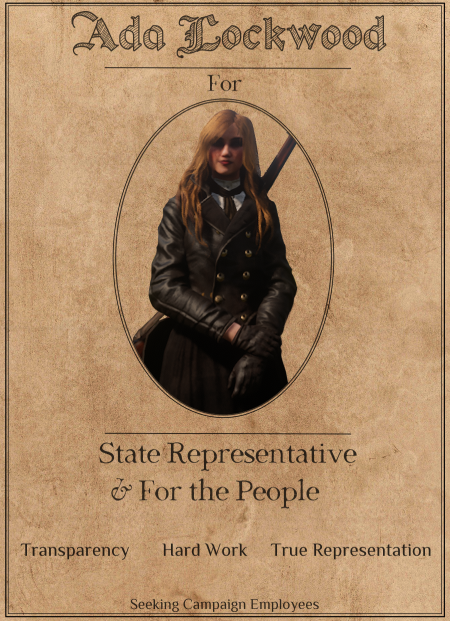 Ada Lockwood
For
State Representative
& For the People
Transparency Hard Work True Representation
Seeking Campaign Employees